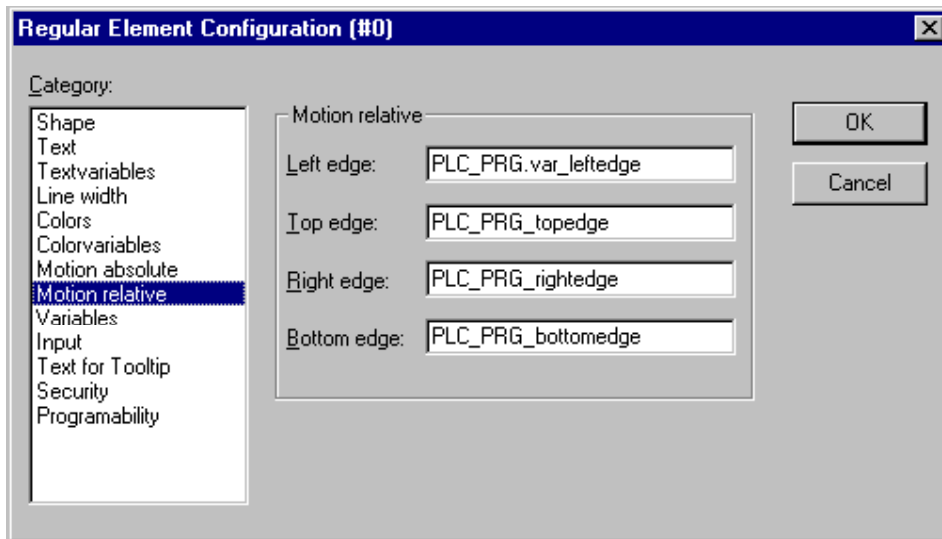 Regular Element Configuration (#0)
Category:
Shape
Text
Textvariables
Line width
Colors
Colorvariables
Motion absolute
Motion relative
Variables
Input
Text for Tooltip
Security
Programability
Motion relative
Left edge: PLC_PRG.var_leftedge
Top edge: PLC_PRG_topedge
Right edge: PLC_PRG_rightedge
Bottom edge: PLC_PRG_bottomedge
OK
Cancel